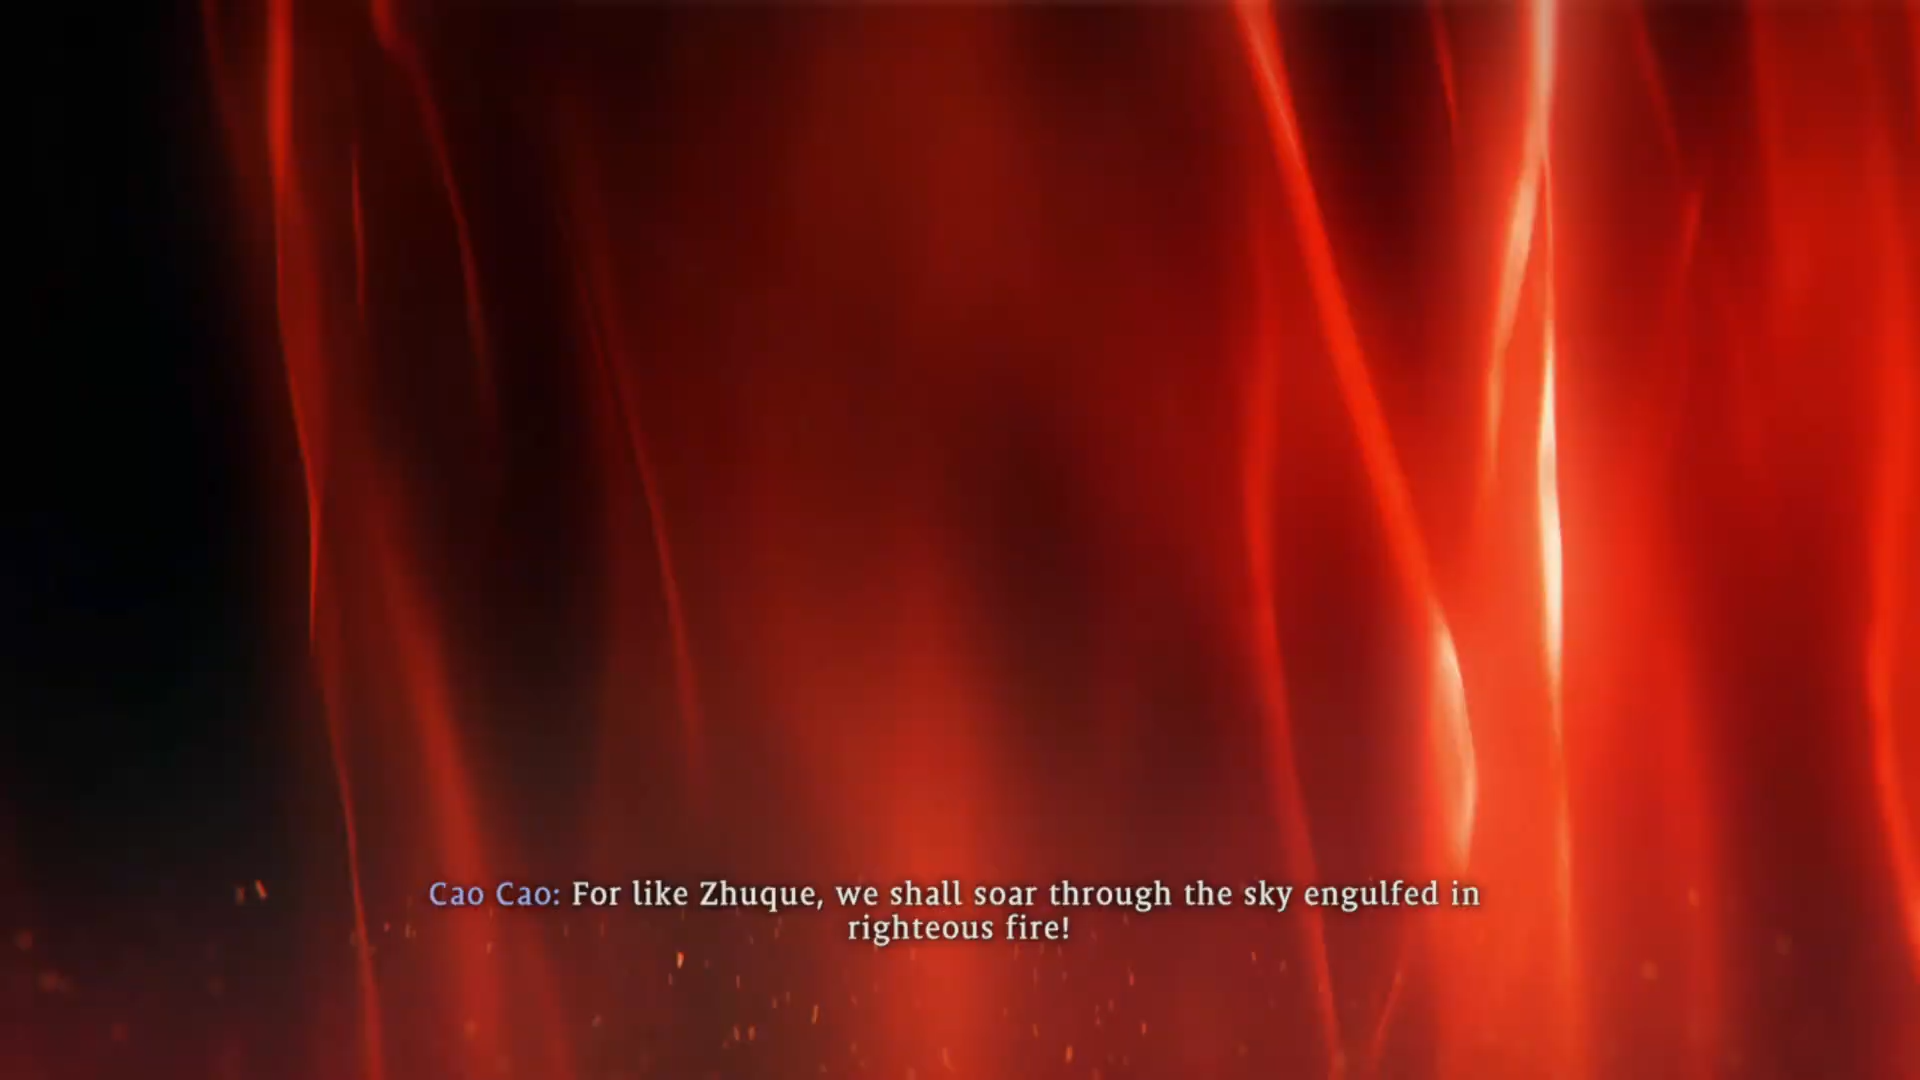 Cao Cao: For like Zhuque, we shall soar through the sky engulfed in
righteous fire!